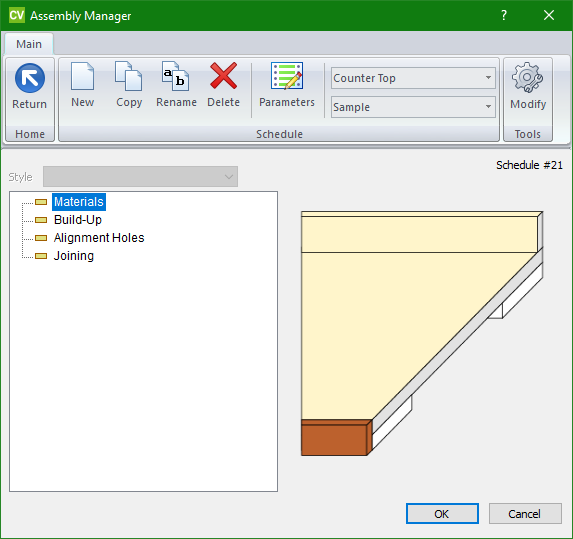 CV Assembly Manager ? ×
Main
Return
New
Copy
a b
Rename
Delete
Parameters
Counter Top
Sample
Modify
Home
Schedule
Tools
Style
Schedule #21
Materials
Build-Up
Alignment Holes
Joining
OK
Cancel